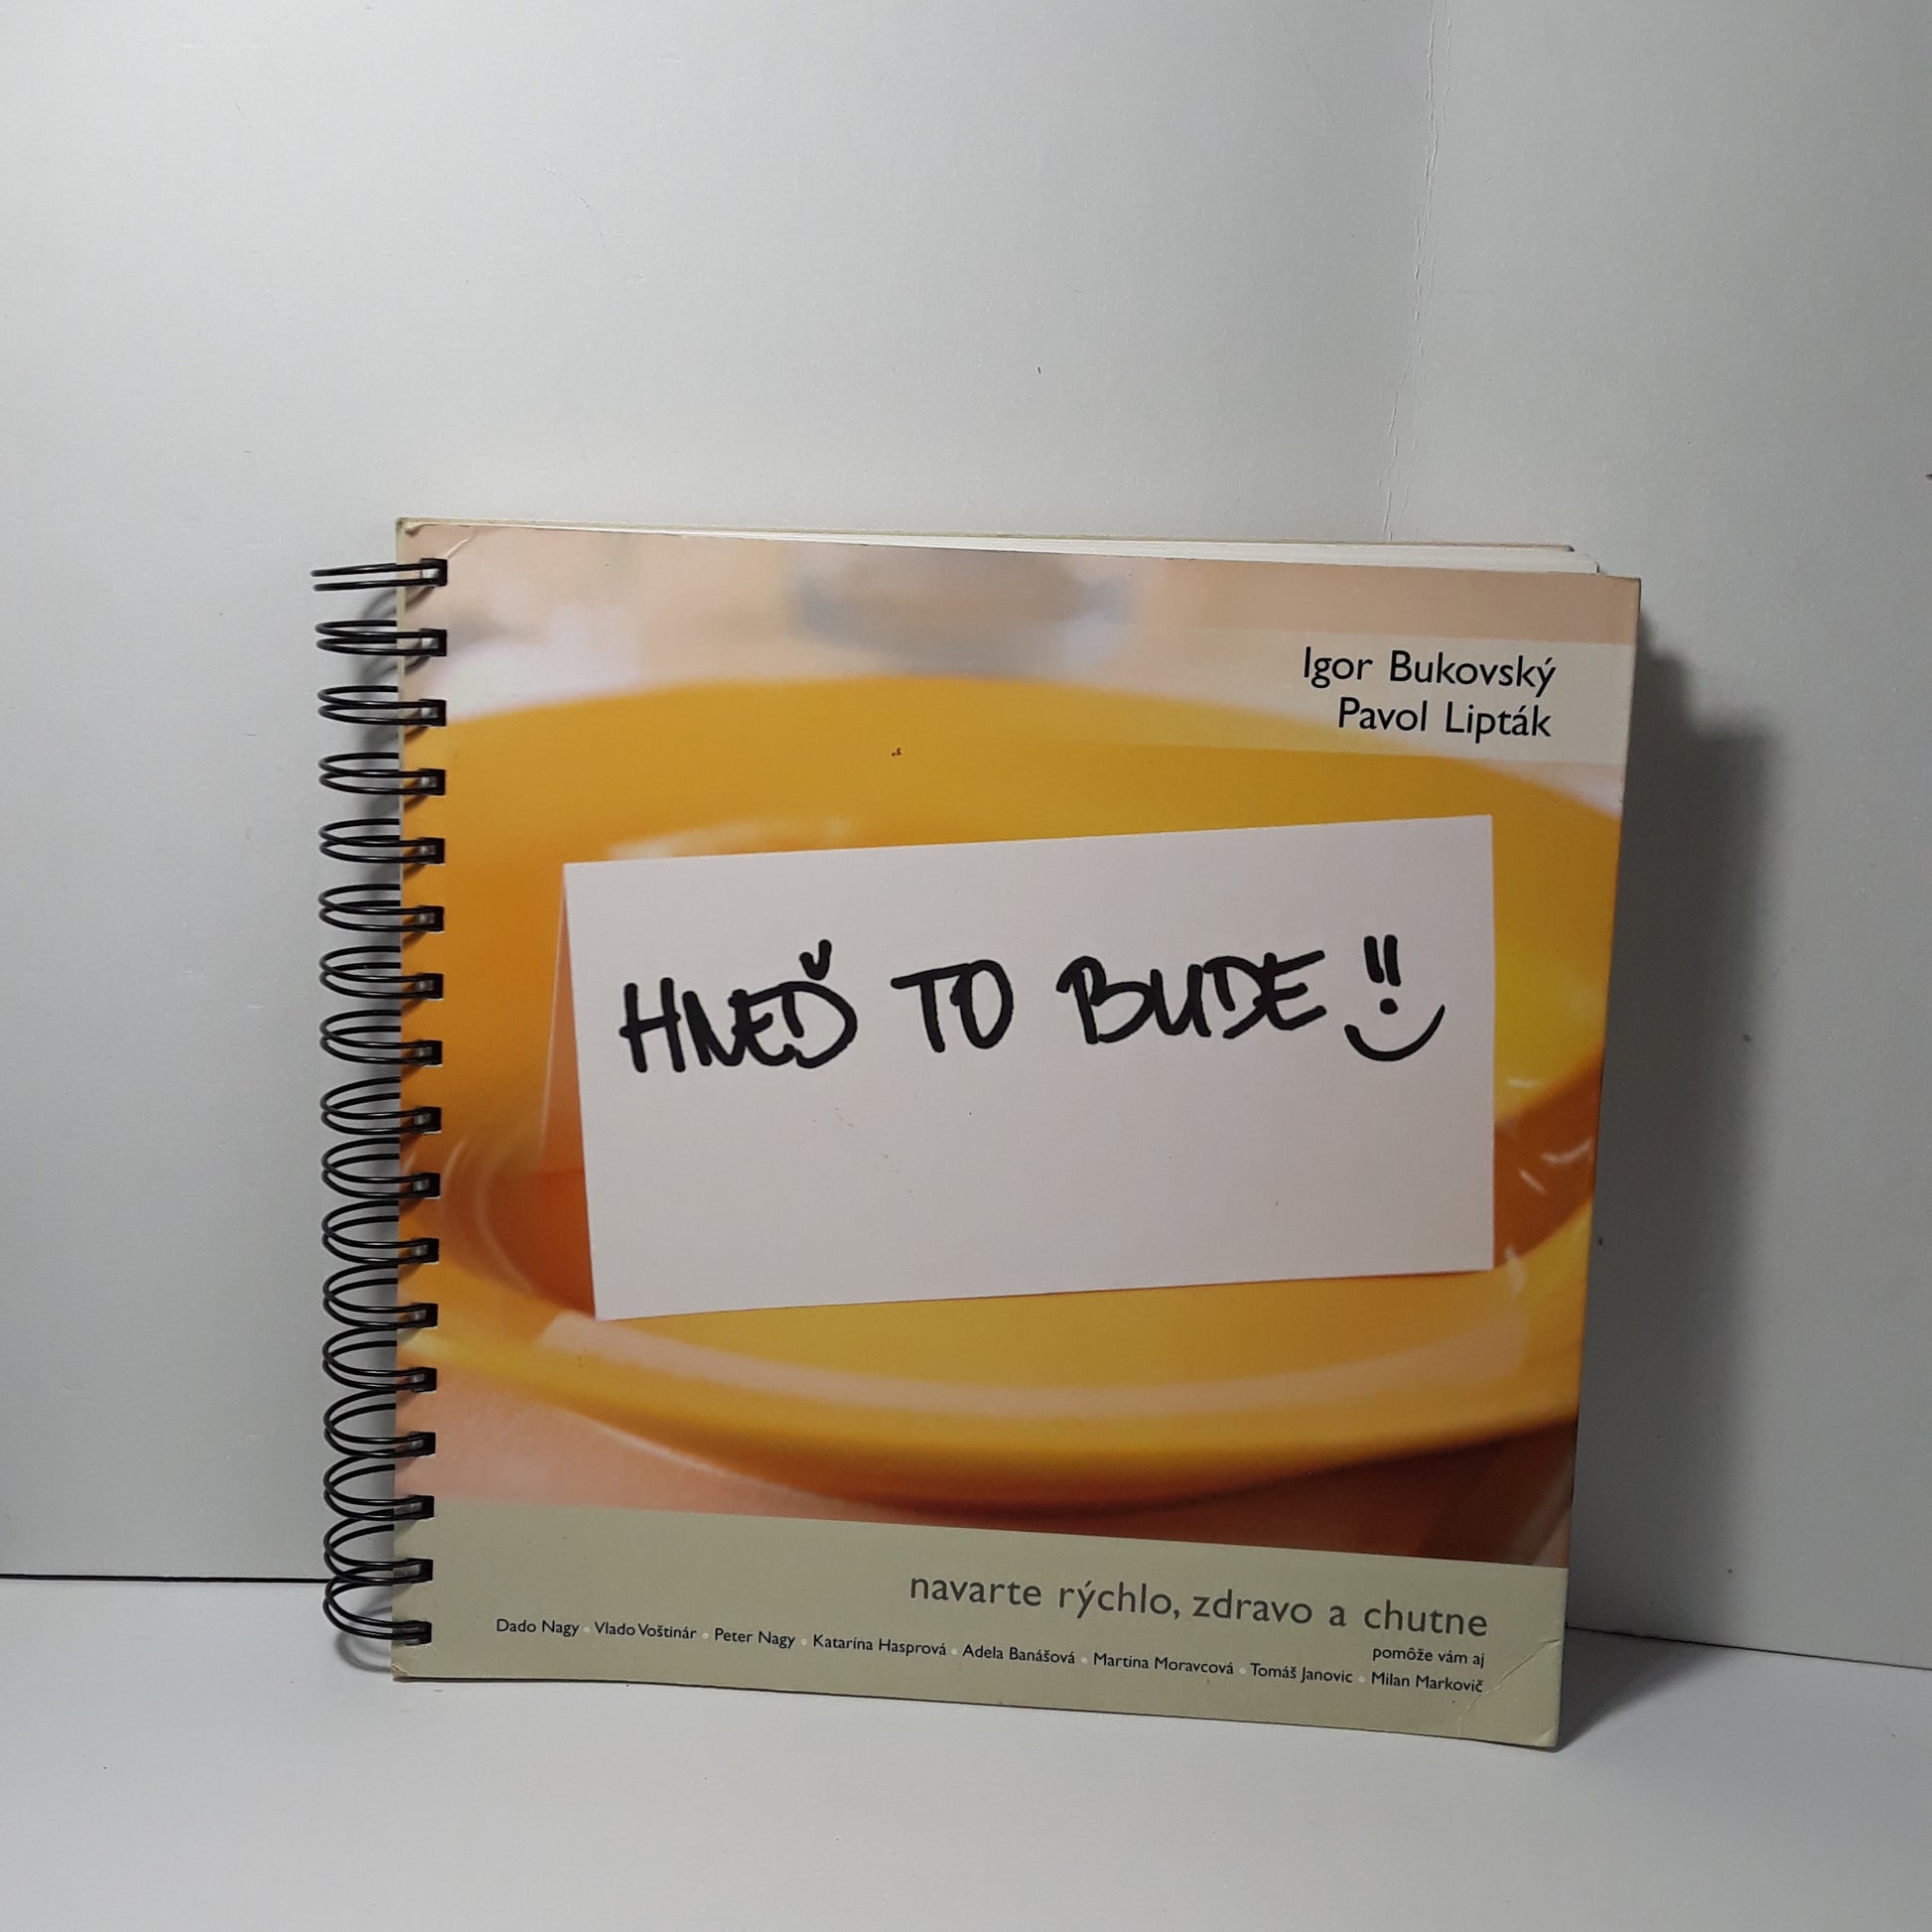 Igor Bukovský
Pavol Lipták
HNEĎ TO BUDE !!
navarte rýchlo, zdravo a chutne
pomôže vám aj
Dado Nagy • Vlado Voštinár • Peter Nagy • Katarína Hasprová • Adela Banášová • Martina Moravcová • Tomáš Janovic • Milan Markovič